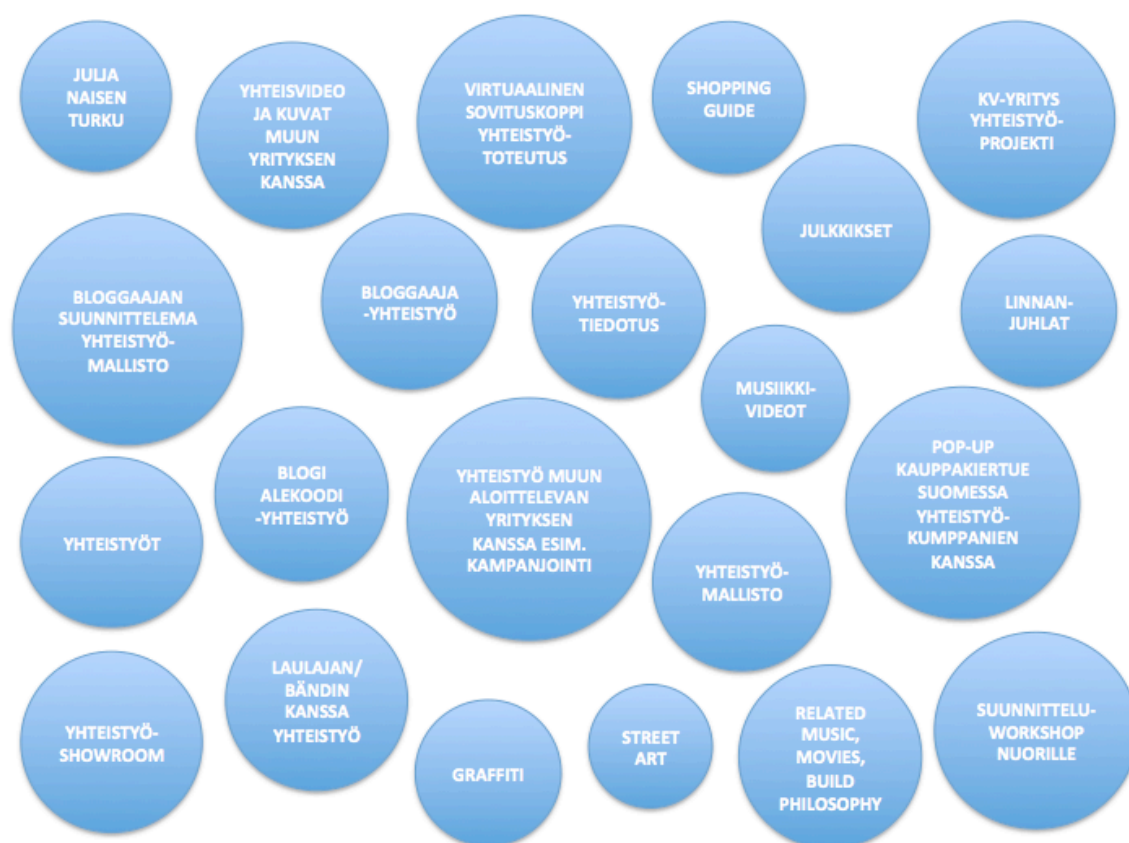 JULJA
NAISEN
TURKU
YHTEISVIDEO
JA KUVAT
MUUN
YRITYKSEN
KANSSA
VIRTUAALINEN
SOVITUSKOPPI
YHTEISTYÖ-
TOTEUTUS
SHOPPING
GUIDE
KV-YRITYS
YHTEISTYÖ-
PROJEKTI
JULKKIKSET
BLOGGAAJAN
SUUNNITTELEMA
YHTEISTYÖ-
MALLISTO
BLOGGAAJA
-YHTEISTYÖ
YHTEISTYÖ-
TIEDOTUS
LINNAN-
JUHLAT
MUSIIKKI-
VIDEOT
BLOGI
ALEKOODI
-YHTEISTYÖ
YHTEISTYÖ MUUN
ALOITTELEVAN
YRITYKSEN
KANSSA ESIM.
KAMPANJOINTI
POP-UP
KAUPPAKIERTUE
SUOMESSA
YHTEISTYÖ-
KUMPPANIEN
KANSSA
YHTEISTYÖT
YHTEISTYÖ-
MALLISTO
YHTEISTYÖ-
SHOWROOM
LAULAJAN/
BÄNDIN
KANSSA
YHTEISTYÖ
GRAFFITI
STREET
ART
RELATED
MUSIC,
MOVIES,
BUILD
PHILOSOPHY
SUUNNITTELU-
WORKSHOP
NUORILLE